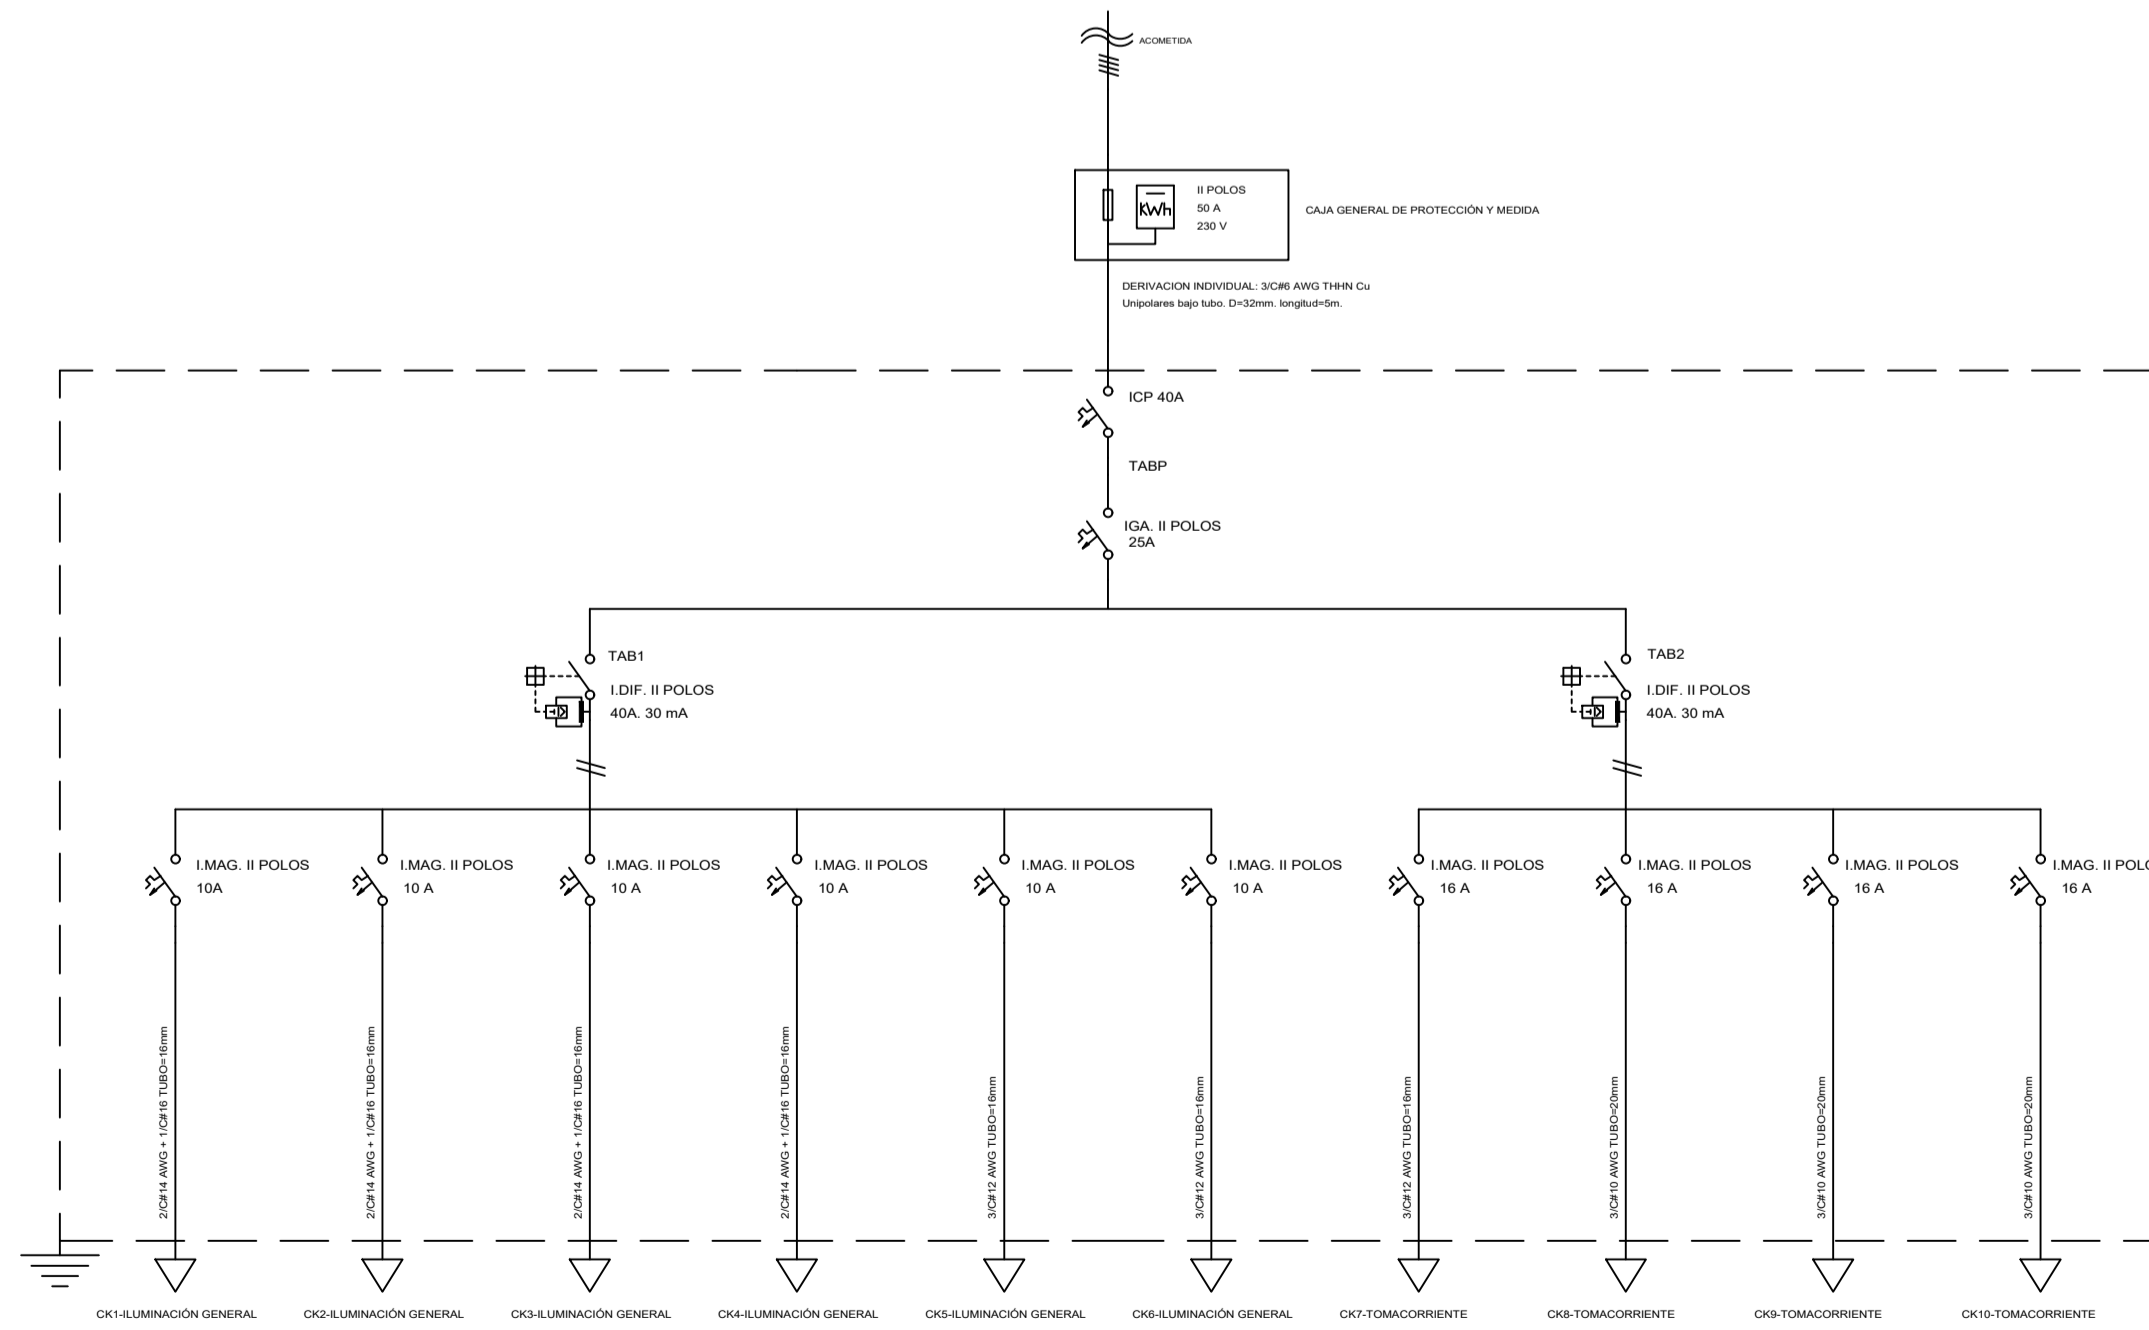 ACOMETIDA
kWh
II POLOS
50 A
230 V
CAJA GENERAL DE PROTECCIÓN Y MEDIDA
DERIVACION INDIVIDUAL: 3/C#6 AWG THHN Cu
Unipolares bajo tubo. D=32mm. longitud=5m.
ICP 40A
TABP
IGA. II POLOS
25A
TAB1
I.DIF. II POLOS
40A. 30 mA
TAB2
I.DIF. II POLOS
40A. 30 mA
I.MAG. II POLOS
10A
I.MAG. II POLOS
10 A
I.MAG. II POLOS
10 A
I.MAG. II POLOS
10 A
I.MAG. II POLOS
10 A
I.MAG. II POLOS
10 A
I.MAG. II POLOS
16 A
I.MAG. II POLOS
16 A
I.MAG. II POLOS
16 A
I.MAG. II POLO
16 A
2/C#14 AWG + 1/C#16 TUBO=16mm
2/C#14 AWG + 1/C#16 TUBO=16mm
2/C#14 AWG + 1/C#16 TUBO=16mm
2/C#14 AWG + 1/C#16 TUBO=16mm
3/C#12 AWG TUBO=16mm
3/C#12 AWG TUBO=16mm
3/C#12 AWG TUBO=16mm
3/C#10 AWG TUBO=20mm
3/C#10 AWG TUBO=20mm
3/C#10 AWG TUBO=20mm
CK1-ILUMINACIÓN GENERAL
CK2-ILUMINACIÓN GENERAL
CK3-ILUMINACIÓN GENERAL
CK4-ILUMINACIÓN GENERAL
CK5-ILUMINACIÓN GENERAL
CK6-ILUMINACIÓN GENERAL
CK7-TOMACORRIENTE
CK8-TOMACORRIENTE
CK9-TOMACORRIENTE
CK10-TOMACORRIENTE